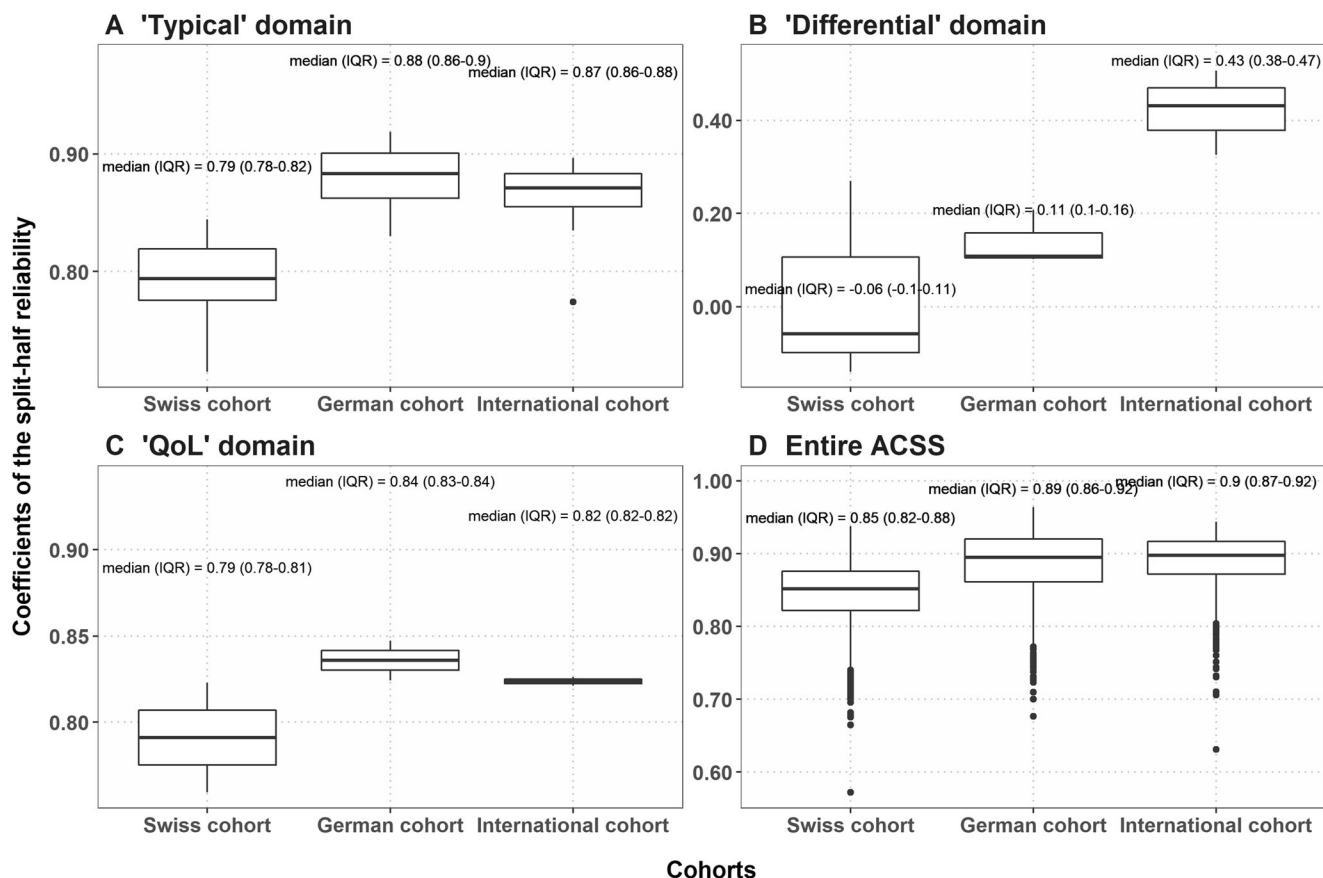 A 'Typical' domain
median (IQR) = 0.88 (0.86-0.9)
median (IQR) = 0.87 (0.86-0.88)
median (IQR) = 0.79 (0.78-0.82)
0.90
0.80
Swiss cohort German cohort International cohort
B 'Differential' domain
median (IQR) = 0.43 (0.38-0.47)
median (IQR) = 0.11 (0.1-0.16)
median (IQR) = -0.06 (-0.1-0.11)
0.40
0.20
0.00
Swiss cohort German cohort International cohort
C 'QoL' domain
median (IQR) = 0.84 (0.83-0.84)
median (IQR) = 0.82 (0.82-0.82)
median (IQR) = 0.79 (0.78-0.81)
0.90
0.85
0.80
Swiss cohort German cohort International cohort
D Entire ACSS
median (IQR) = 0.9 (0.87-0.92)
median (IQR) = 0.89 (0.86-0.92)
median (IQR) = 0.85 (0.82-0.88)
1.00
0.90
0.80
0.70
0.60
Swiss cohort German cohort International cohort
Coefficients of the split-half reliability
Cohorts